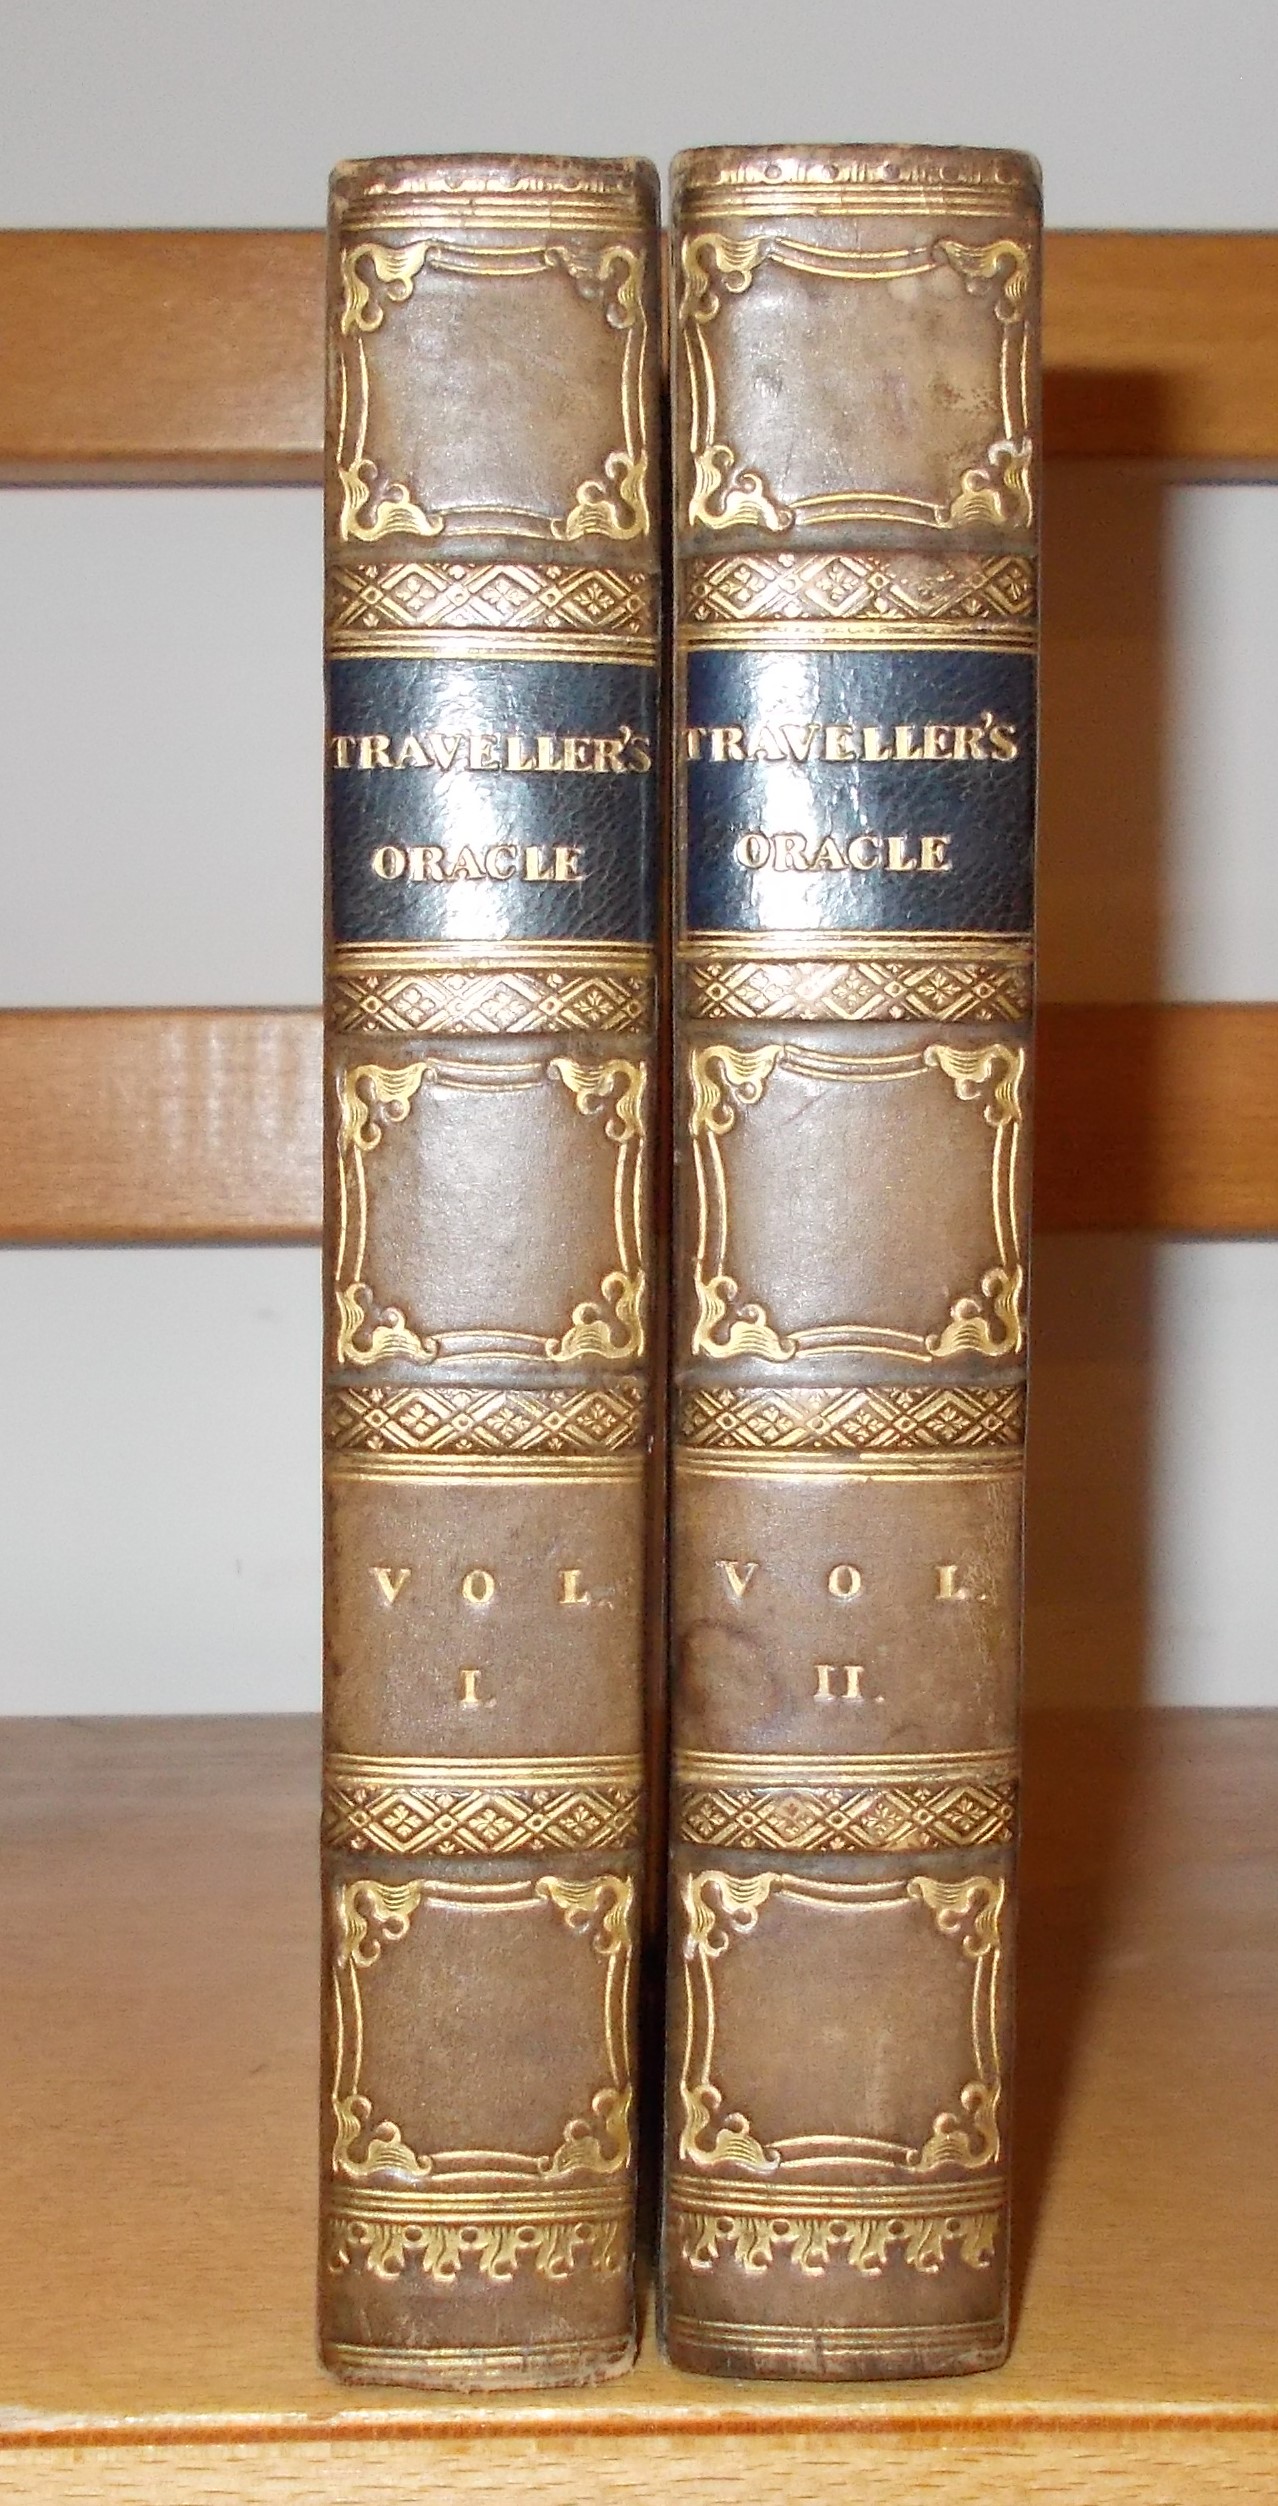 TRAVELLER'S
ORACLE
VOL.
I.
TRAVELLER'S
ORACLE
VOL.
II.